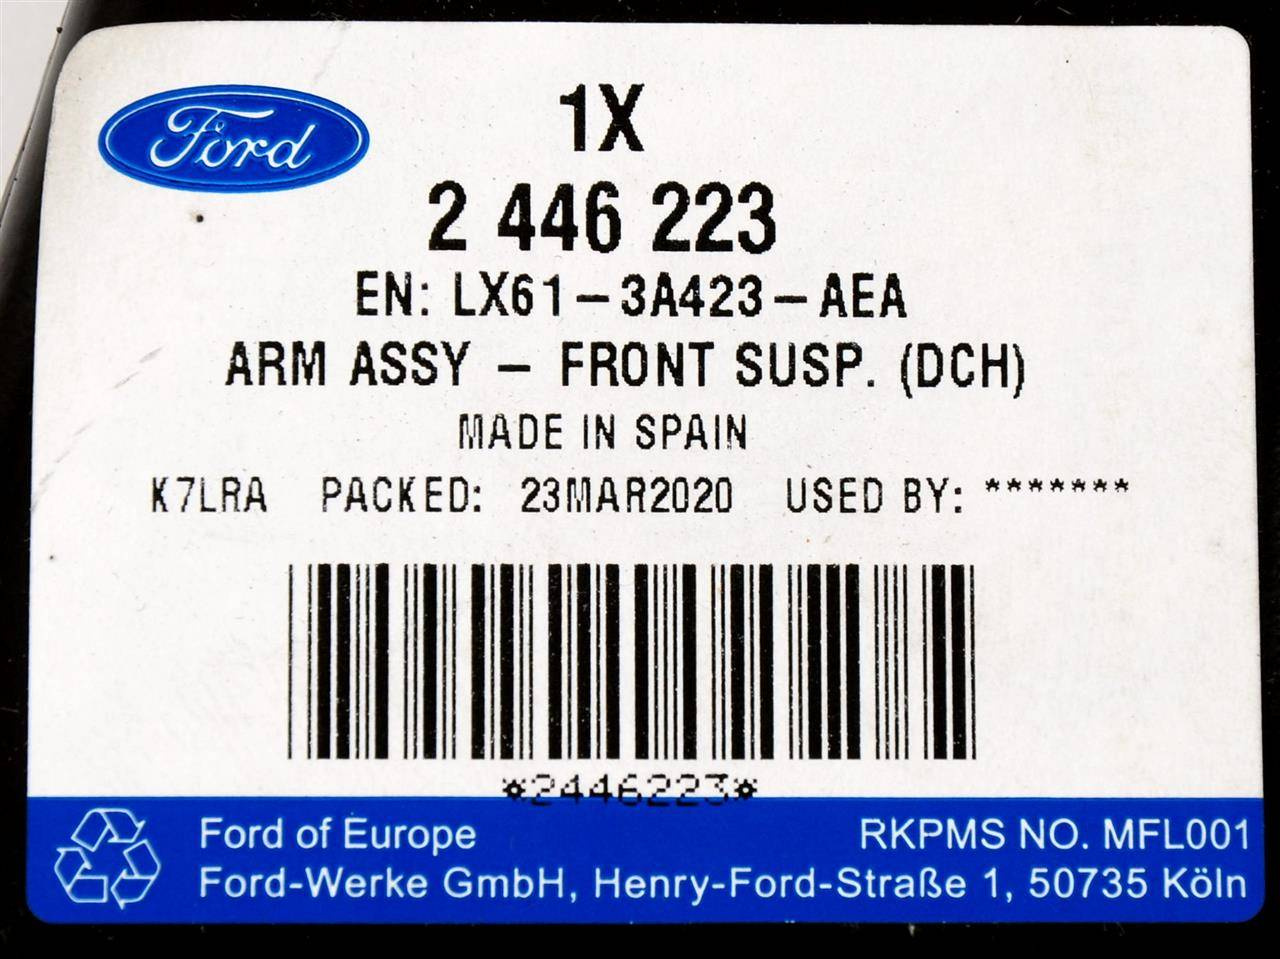 Ford
1X
2 446 223
EN: LX61-3A423-AEA
ARM ASSY - FRONT SUSP. (DCH)
MADE IN SPAIN
K7LRA PACKED: 23MAR2020 USED BY: *******
*2446223*
Ford of Europe RKPMS NO. MFL001
Ford-Werke GmbH, Henry-Ford-Straße 1, 50735 Köln